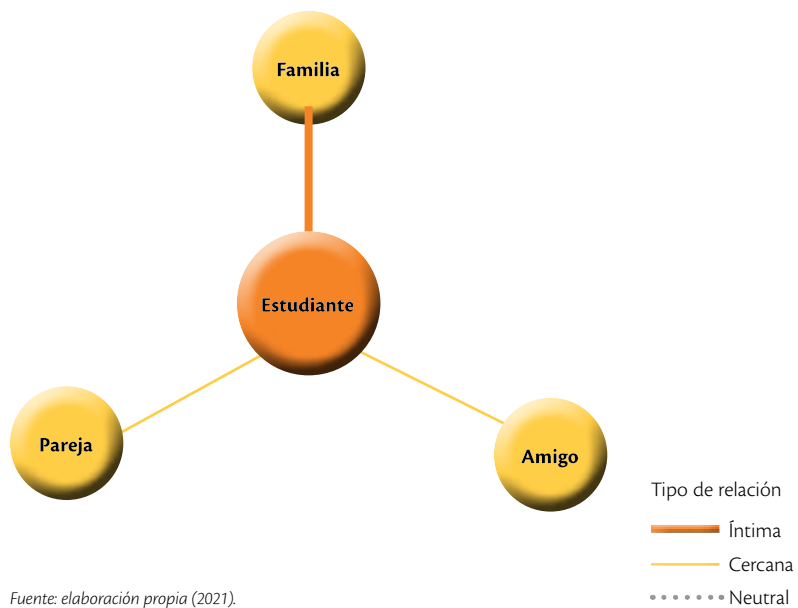 Familia
Estudiante
Pareja
Amigo
Tipo de relación
Íntima
Cercana
Neutral
Fuente: elaboración propia (2021).